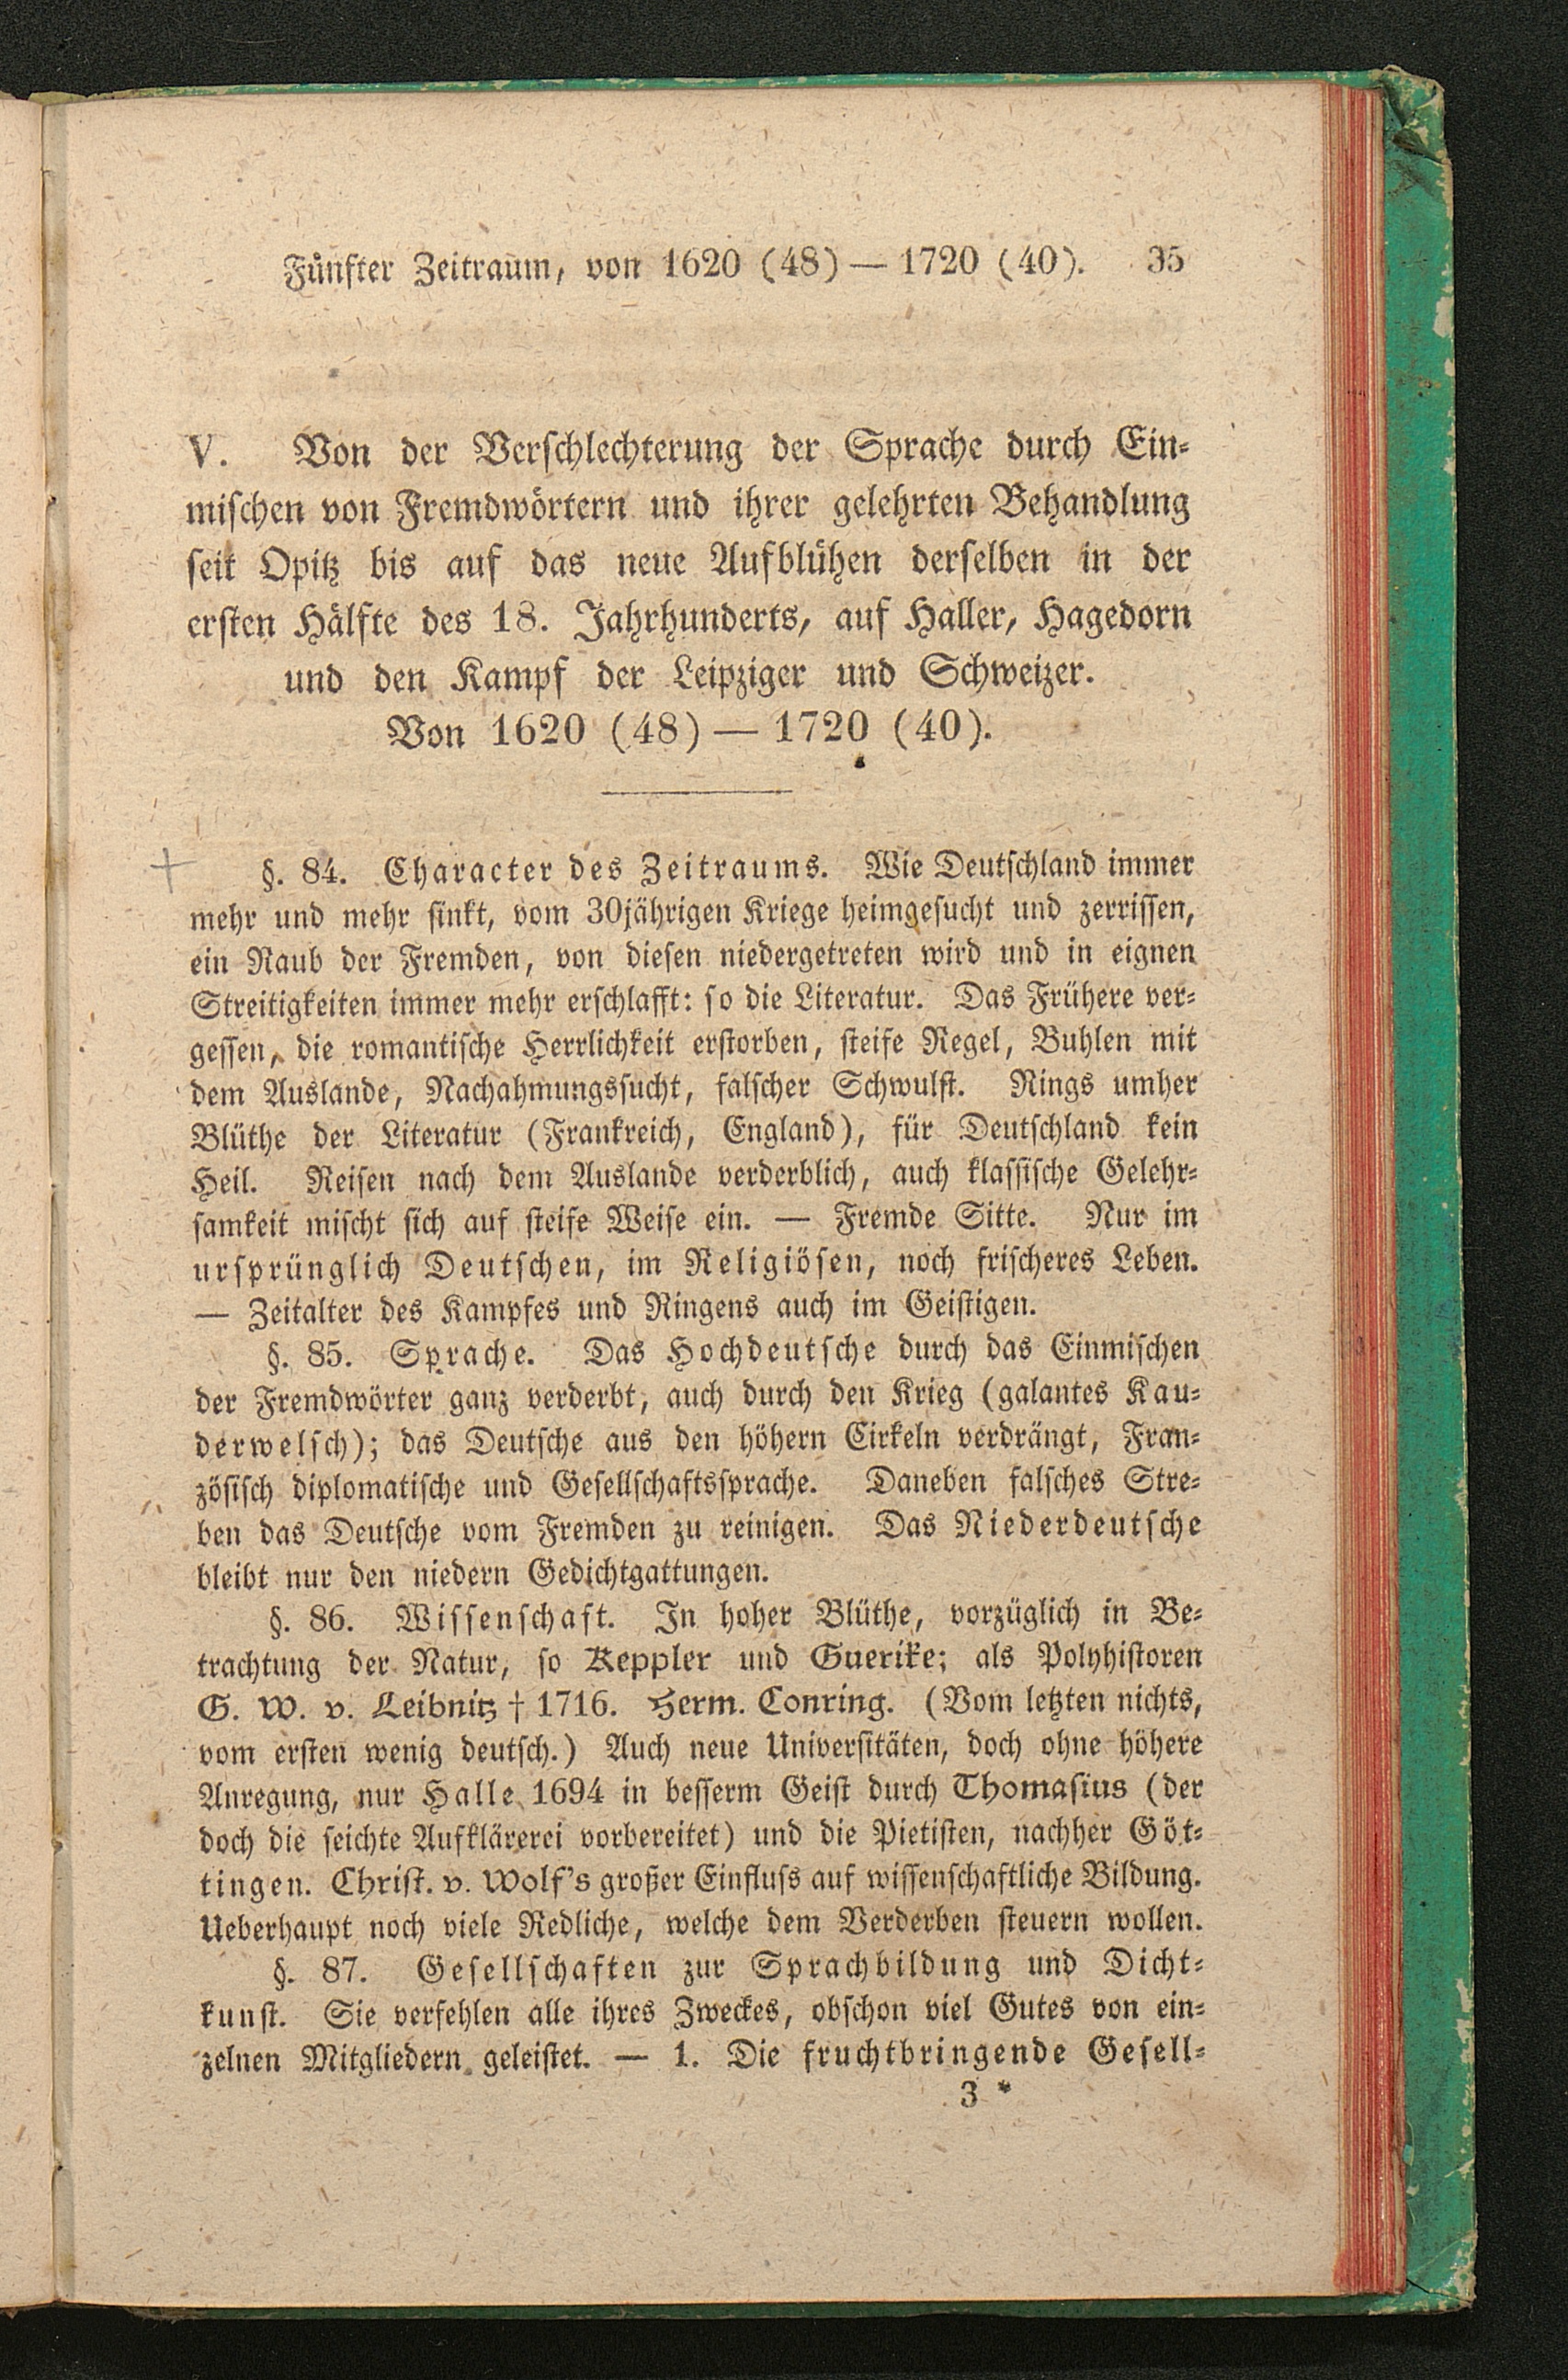 Fünfter Zeitraum, von 1620 (48) — 1720 (40). 35
V. Von der Verschlechterung der Sprache durch Ein-
mischen von Fremdwörtern und ihrer gelehrten Behandlung
seit Opitz bis auf das neue Aufblühen derselben in der
ersten Hälfte des 18. Jahrhunderts, auf Haller, Hagedorn
und den Kampf der Leipziger und Schweizer.
Von 1620 (48) — 1720 (40).
§. 84. Character des Zeitraums. Wie Deutschland immer
mehr und mehr sinkt, vom 30jährigen Kriege heimgesucht und zerrissen,
ein Raub der Fremden, von diesen niedergetreten wird und in eignen
Streitigkeiten immer mehr erschlafft: so die Literatur. Das Frühere ver-
gessen, die romantische Herrlichkeit erstorben, steife Regel, Buhlen mit
dem Auslande, Nachahmungssucht, falscher Schwulst. Rings umher
Blüthe der Literatur (Frankreich, England), für Deutschland kein
Heil. Reisen nach dem Auslande verderblich, auch klassische Gelehr-
samkeit mischt sich auf steife Weise ein. — Fremde Sitte. Nur im
ursprünglich Deutschen, im Religiösen, noch frischeres Leben.
— Zeitalter des Kampfes und Ringens auch im Geistigen.
§. 85. Sprache. Das Hochdeutsche durch das Einmischen
der Fremdwörter ganz verderbt, auch durch den Krieg (galantes Kau-
derwelsch); das Deutsche aus den höhern Cirkeln verdrängt, Fran-
zösisch diplomatische und Gesellschaftssprache. Daneben falsches Stre-
ben das Deutsche vom Fremden zu reinigen. Das Niederdeutsche
bleibt nur den niedern Gedichtgattungen.
§. 86. Wissenschaft. In hoher Blüthe, vorzüglich in Be-
trachtung der Natur, so Keppler und Guerike; als Polyhistoren
G. W. v. Leibnitz † 1716. Herm. Conring. (Vom letzten nichts,
vom ersten wenig deutsch.) Auch neue Universitäten, doch ohne höhere
Anregung, nur Halle 1694 in besserm Geist durch Thomasius (der
doch die seichte Aufklärerei vorbereitet) und die Pietisten, nachher Göt-
tingen. Christ. v. Wolf's großer Einfluss auf wissenschaftliche Bildung.
Ueberhaupt noch viele Redliche, welche dem Verderben steuern wollen.
§. 87. Gesellschaften zur Sprachbildung und Dicht-
kunst. Sie verfehlen alle ihres Zweckes, obschon viel Gutes von ein-
zelnen Mitgliedern geleistet. — 1. Die fruchtbringende Gesell-
3 *